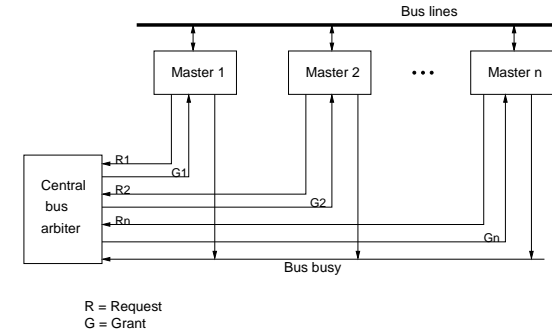 Bus lines
Master 1
Master 2
• • •
Master n
R1
G1
Central
bus
arbiter
R2
G2
Rn
Gn
Bus busy
R = Request
G = Grant